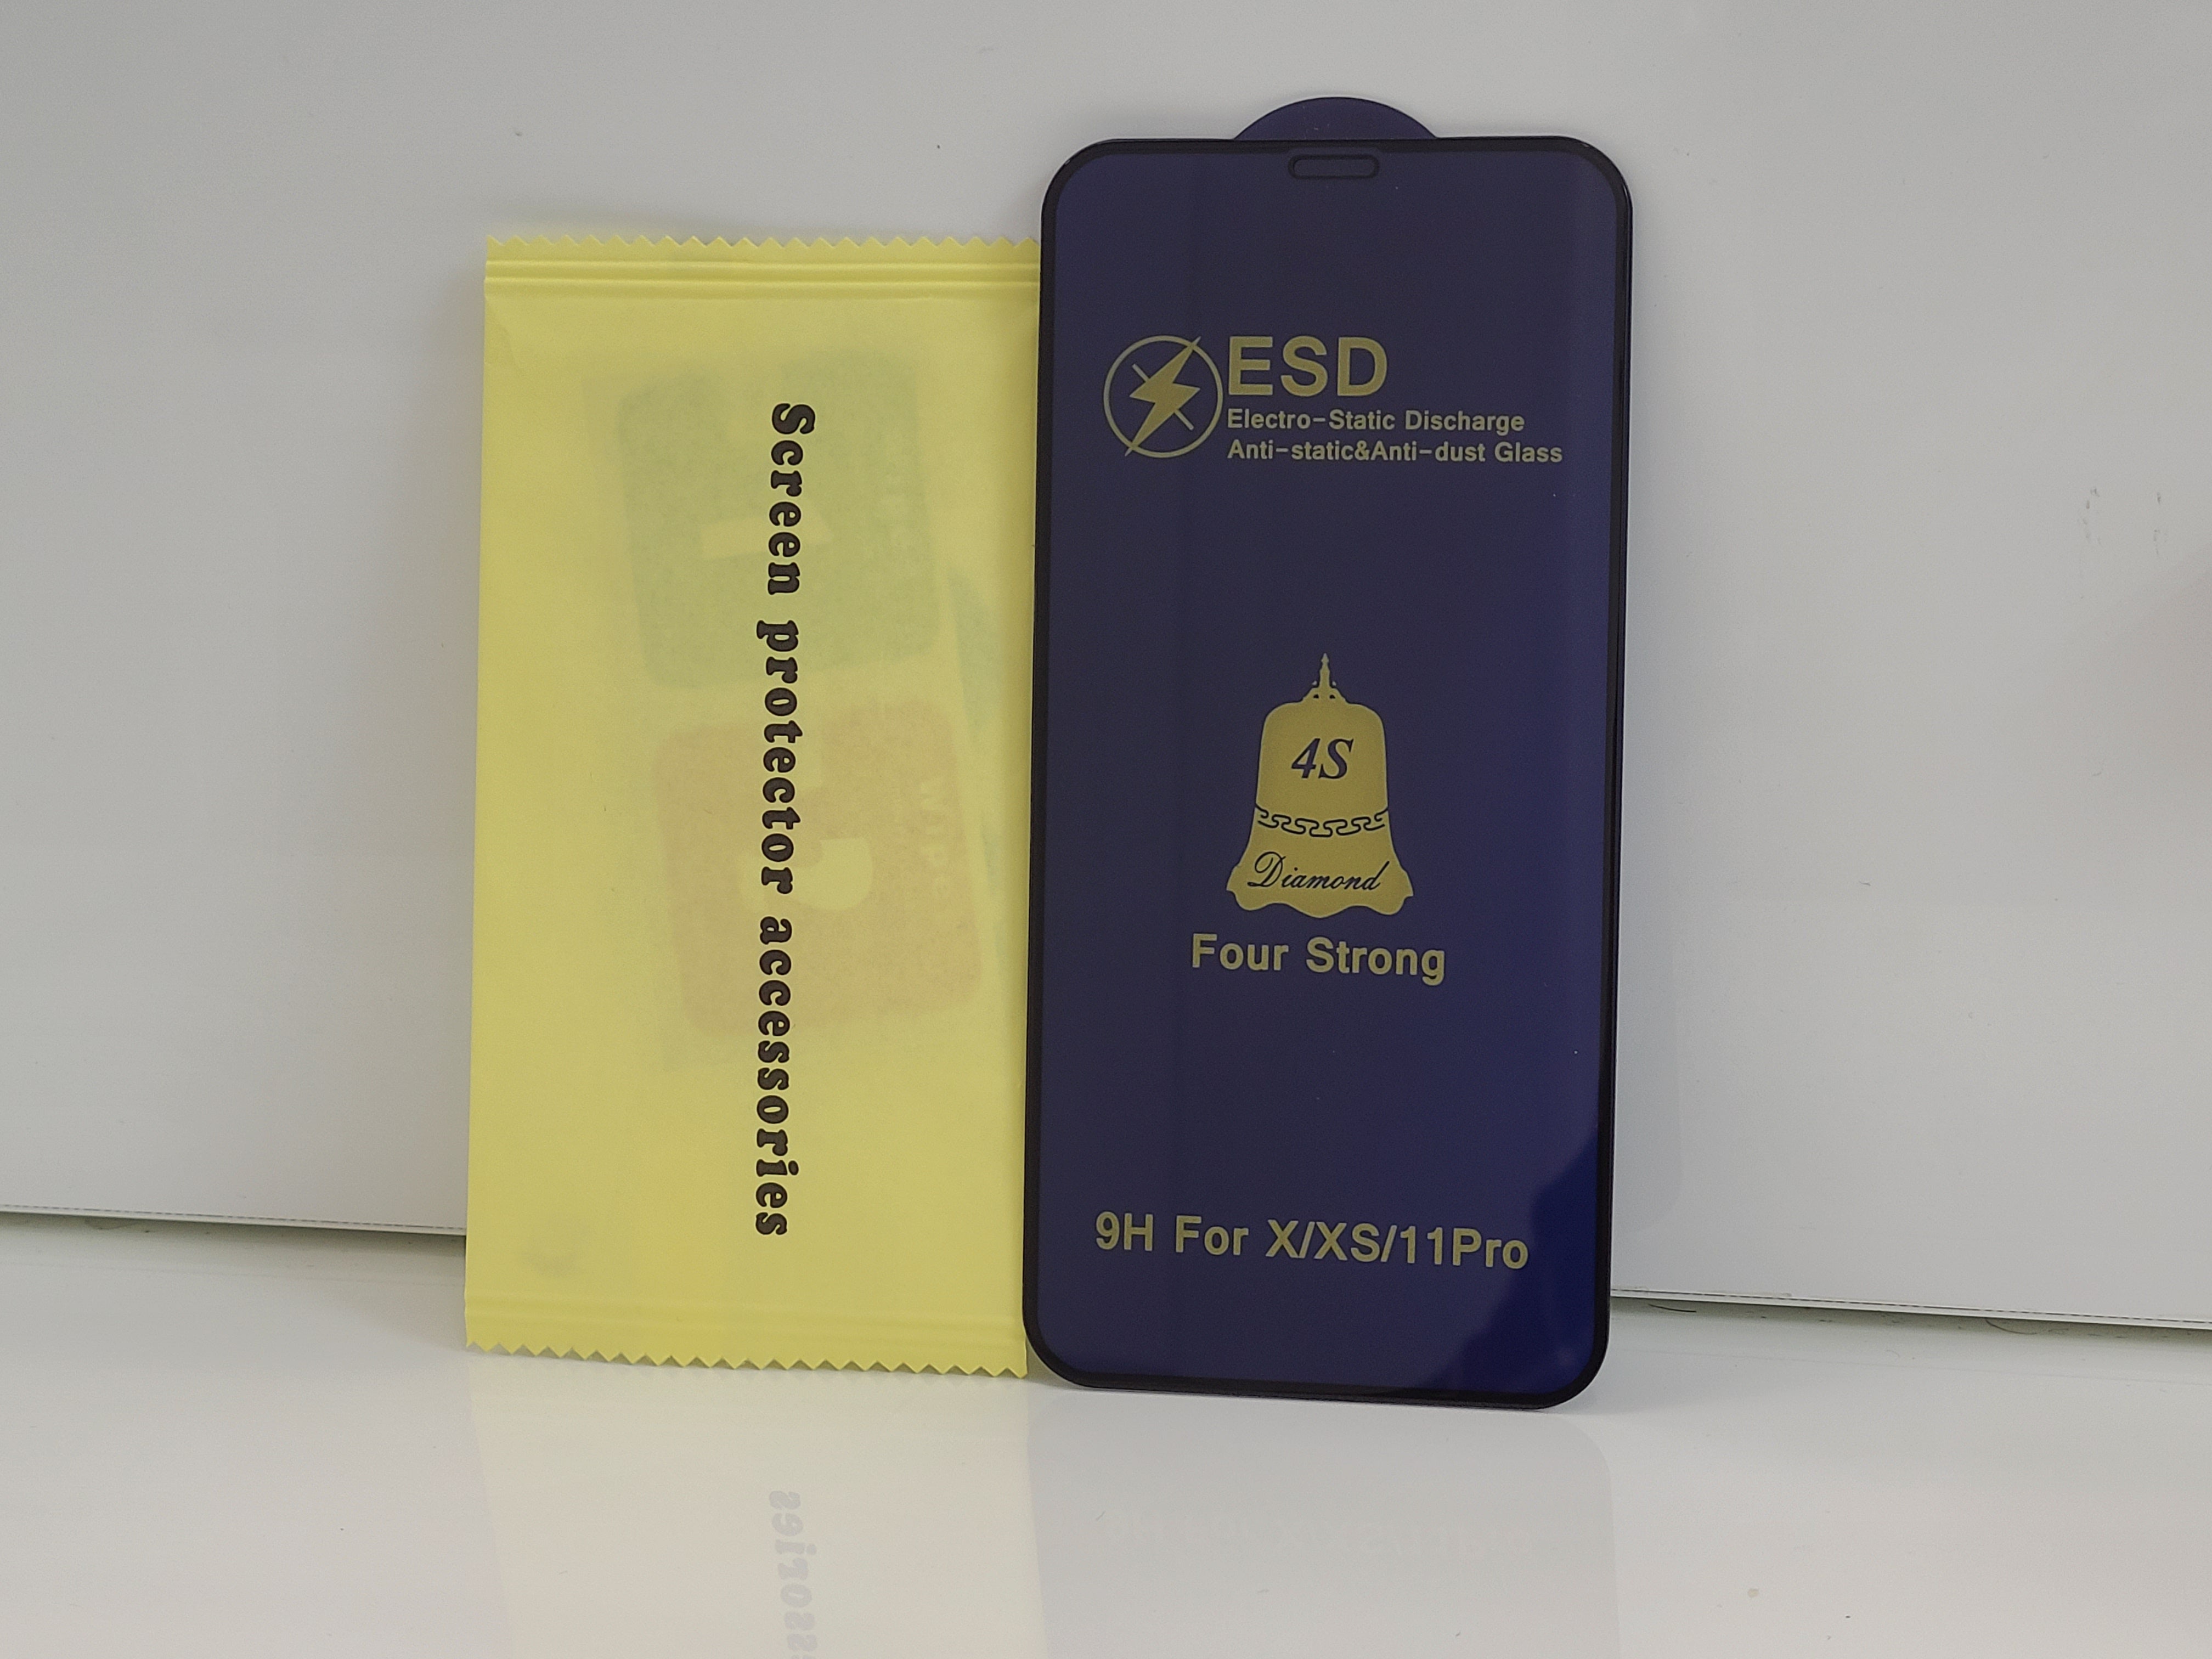 Screen protector accessories
ESD
Electro-Static Discharge
Anti-static&Anti-dust Glass
4S
Diamond
Four Strong
9H For X/XS/11Pro